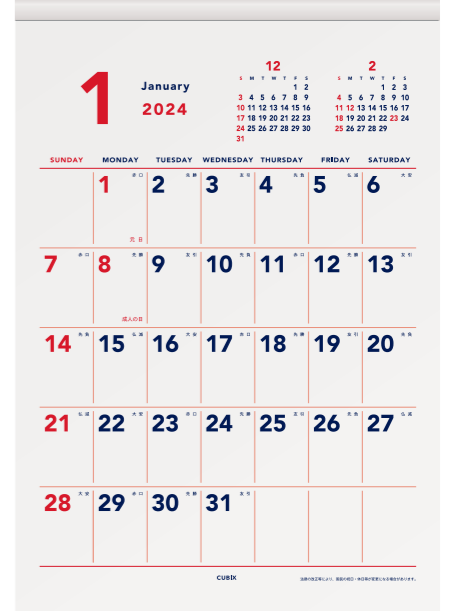 1
January
2024
12
S M T W T F S
1 2
3 4 5 6 7 8 9
10 11 12 13 14 15 16
17 18 19 20 21 22 23
24 25 26 27 28 29 30
31
2
S M T W T F S
1 2 3
4 5 6 7 8 9 10
11 12 13 14 15 16 17
18 19 20 21 22 23 24
25 26 27 28 29
SUNDAY MONDAY TUESDAY WEDNESDAY THURSDAY FRIDAY SATURDAY
1 赤口 2 先勝 3 友引 4 先負 5 仏滅 6 大安
元日
7 赤口 8 先勝 9 友引 10 先負 11 赤口 12 先勝 13 友引
成人の日
14 先負 15 仏滅 16 大安 17 赤口 18 先勝 19 友引 20 先負
21 仏滅 22 大安 23 赤口 24 先勝 25 友引 26 先負 27 仏滅
28 大安 29 赤口 30 先勝 31 友引
CUBIX